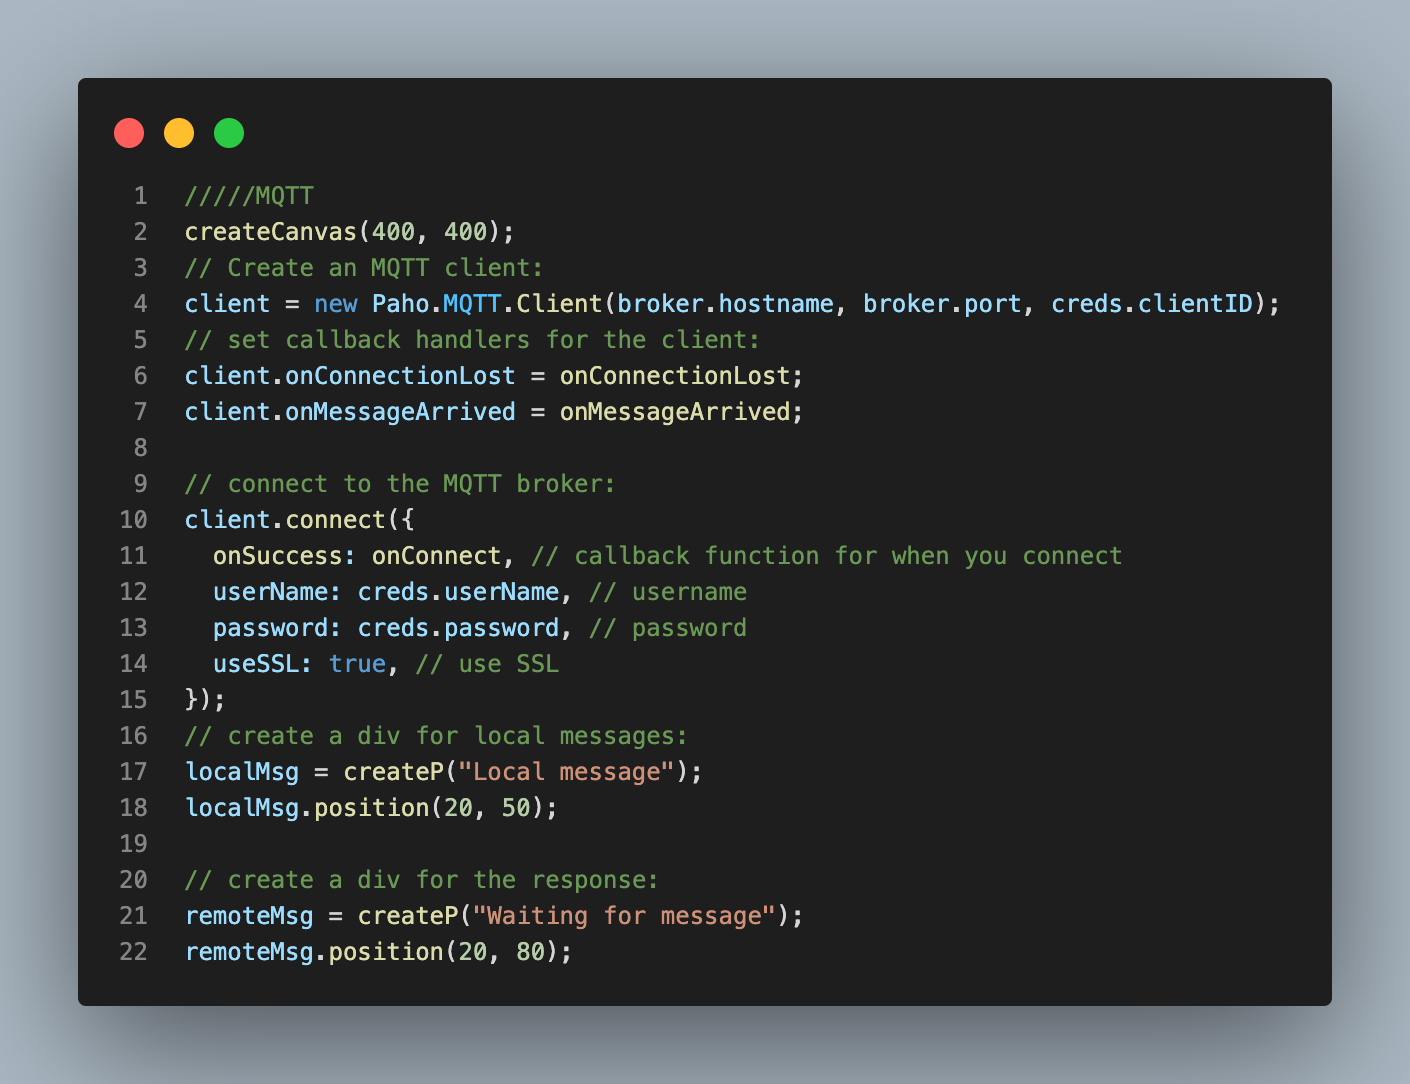 1 /////MQTT
2 createCanvas(400, 400);
3 // Create an MQTT client:
4 client = new Paho.MQTT.Client(broker.hostname, broker.port, creds.clientID);
5 // set callback handlers for the client:
6 client.onConnectionLost = onConnectionLost;
7 client.onMessageArrived = onMessageArrived;
8
9 // connect to the MQTT broker:
10 client.connect({
11   onSuccess: onConnect, // callback function for when you connect
12   userName: creds.userName, // username
13   password: creds.password, // password
14   useSSL: true, // use SSL
15 });
16 // create a div for local messages:
17 localMsg = createP("Local message");
18 localMsg.position(20, 50);
19
20 // create a div for the response:
21 remoteMsg = createP("Waiting for message");
22 remoteMsg.position(20, 80);